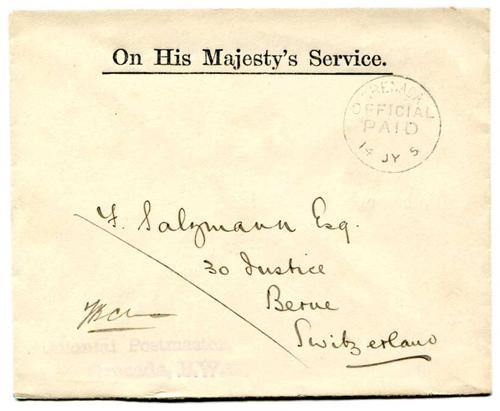 On His Majesty's Service.
GRENADA
OFFICIAL
PAID
14 JY 5
F. Salzmann Esq.
30 Justice
Berne
Switzerland
Colonial Postmaster,
Grenada, B.W.I.